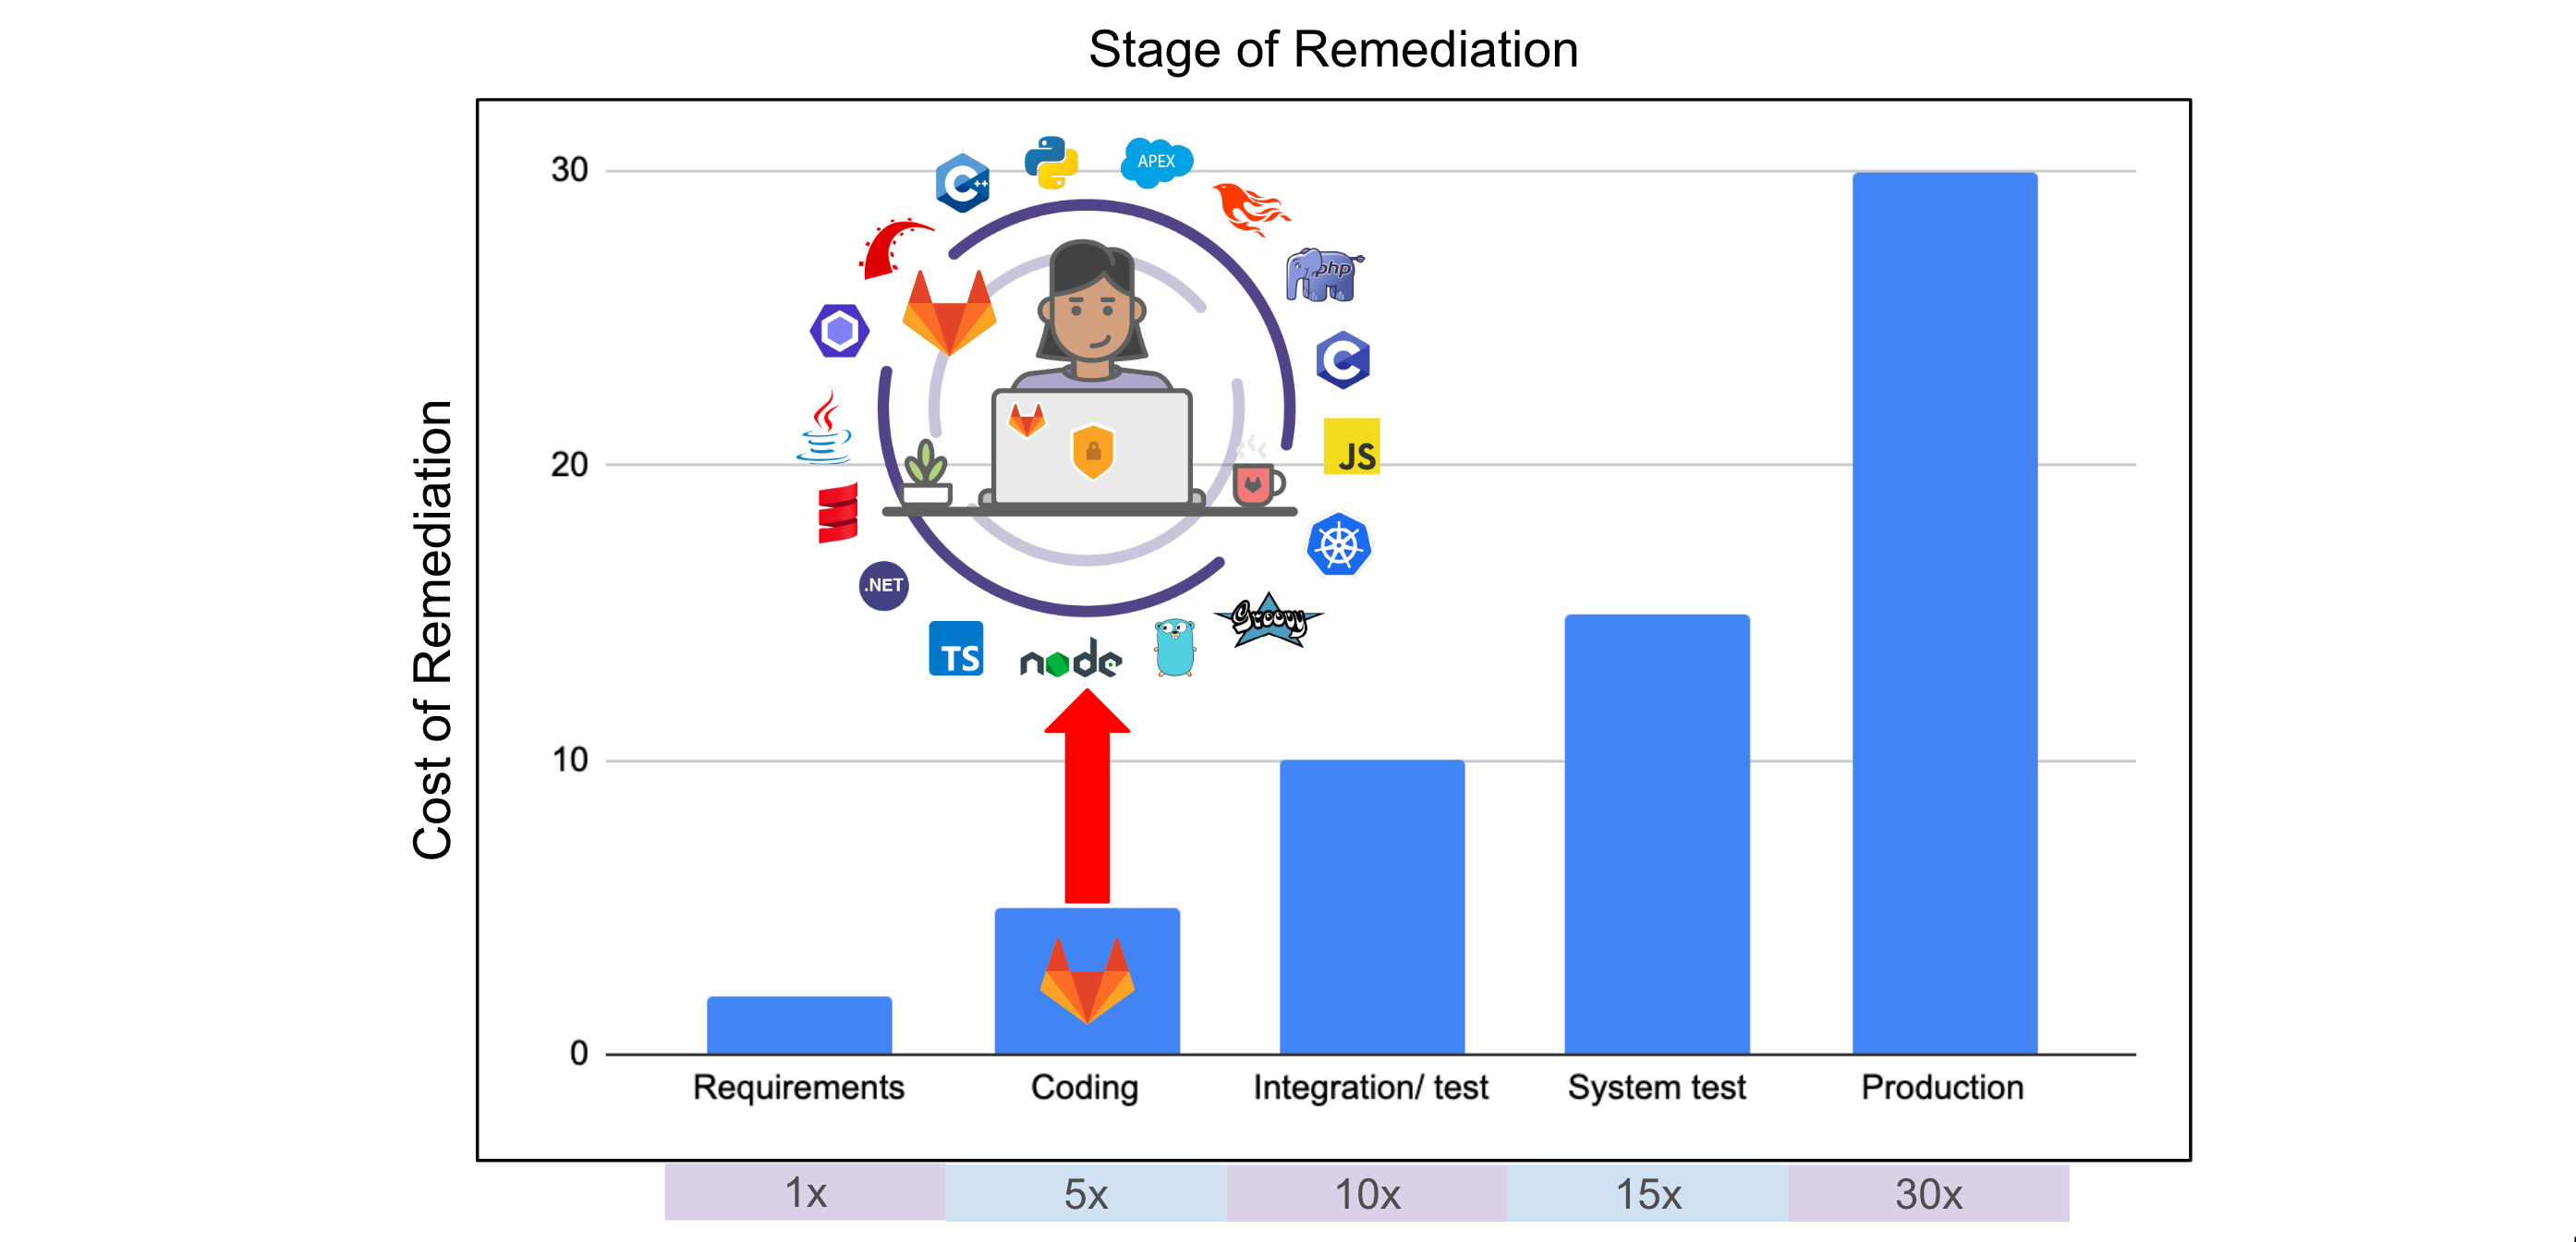 Stage of Remediation
Cost of Remediation
30
20
10
0
C++
APEX
php
C
JS
.NET
TS
node
Groovy
Requirements
Coding
Integration/ test
System test
Production
1x
5x
10x
15x
30x